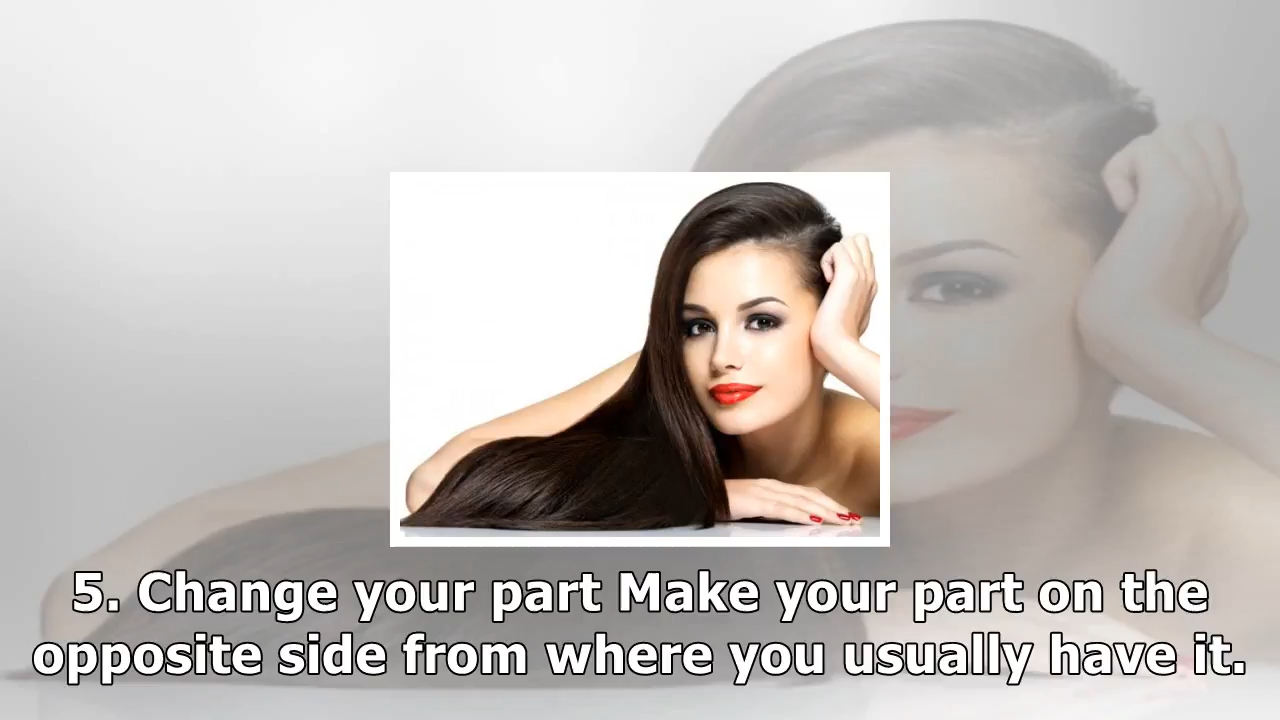 5. Change your part Make your part on the
opposite side from where you usually have it.